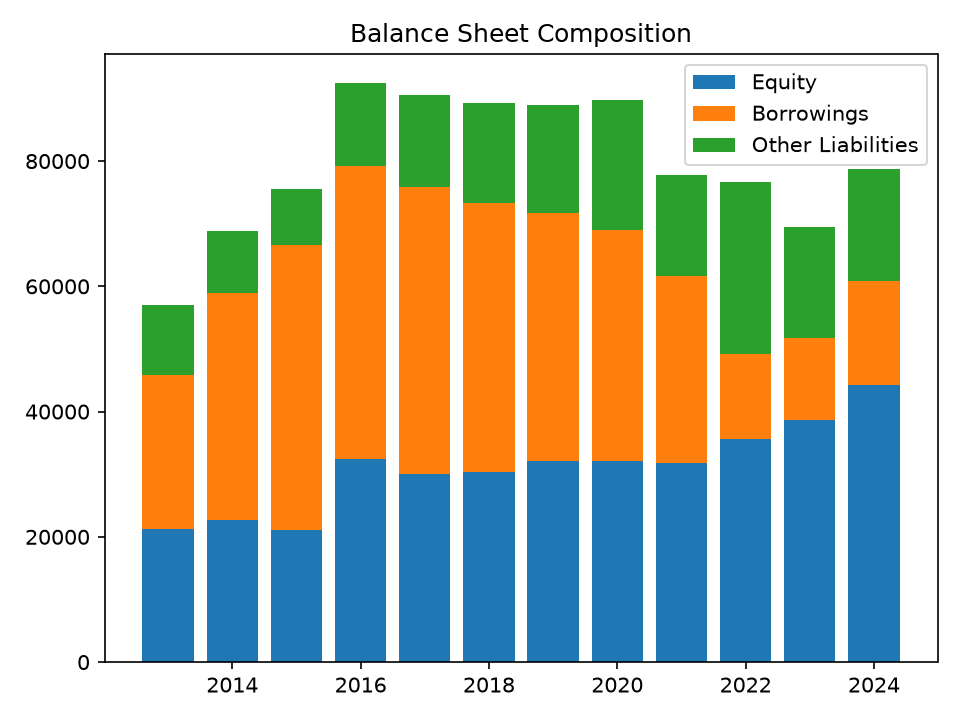 Balance Sheet Composition
Equity
Borrowings
Other Liabilities
80000
60000
40000
20000
0
2014 2016 2018 2020 2022 2024